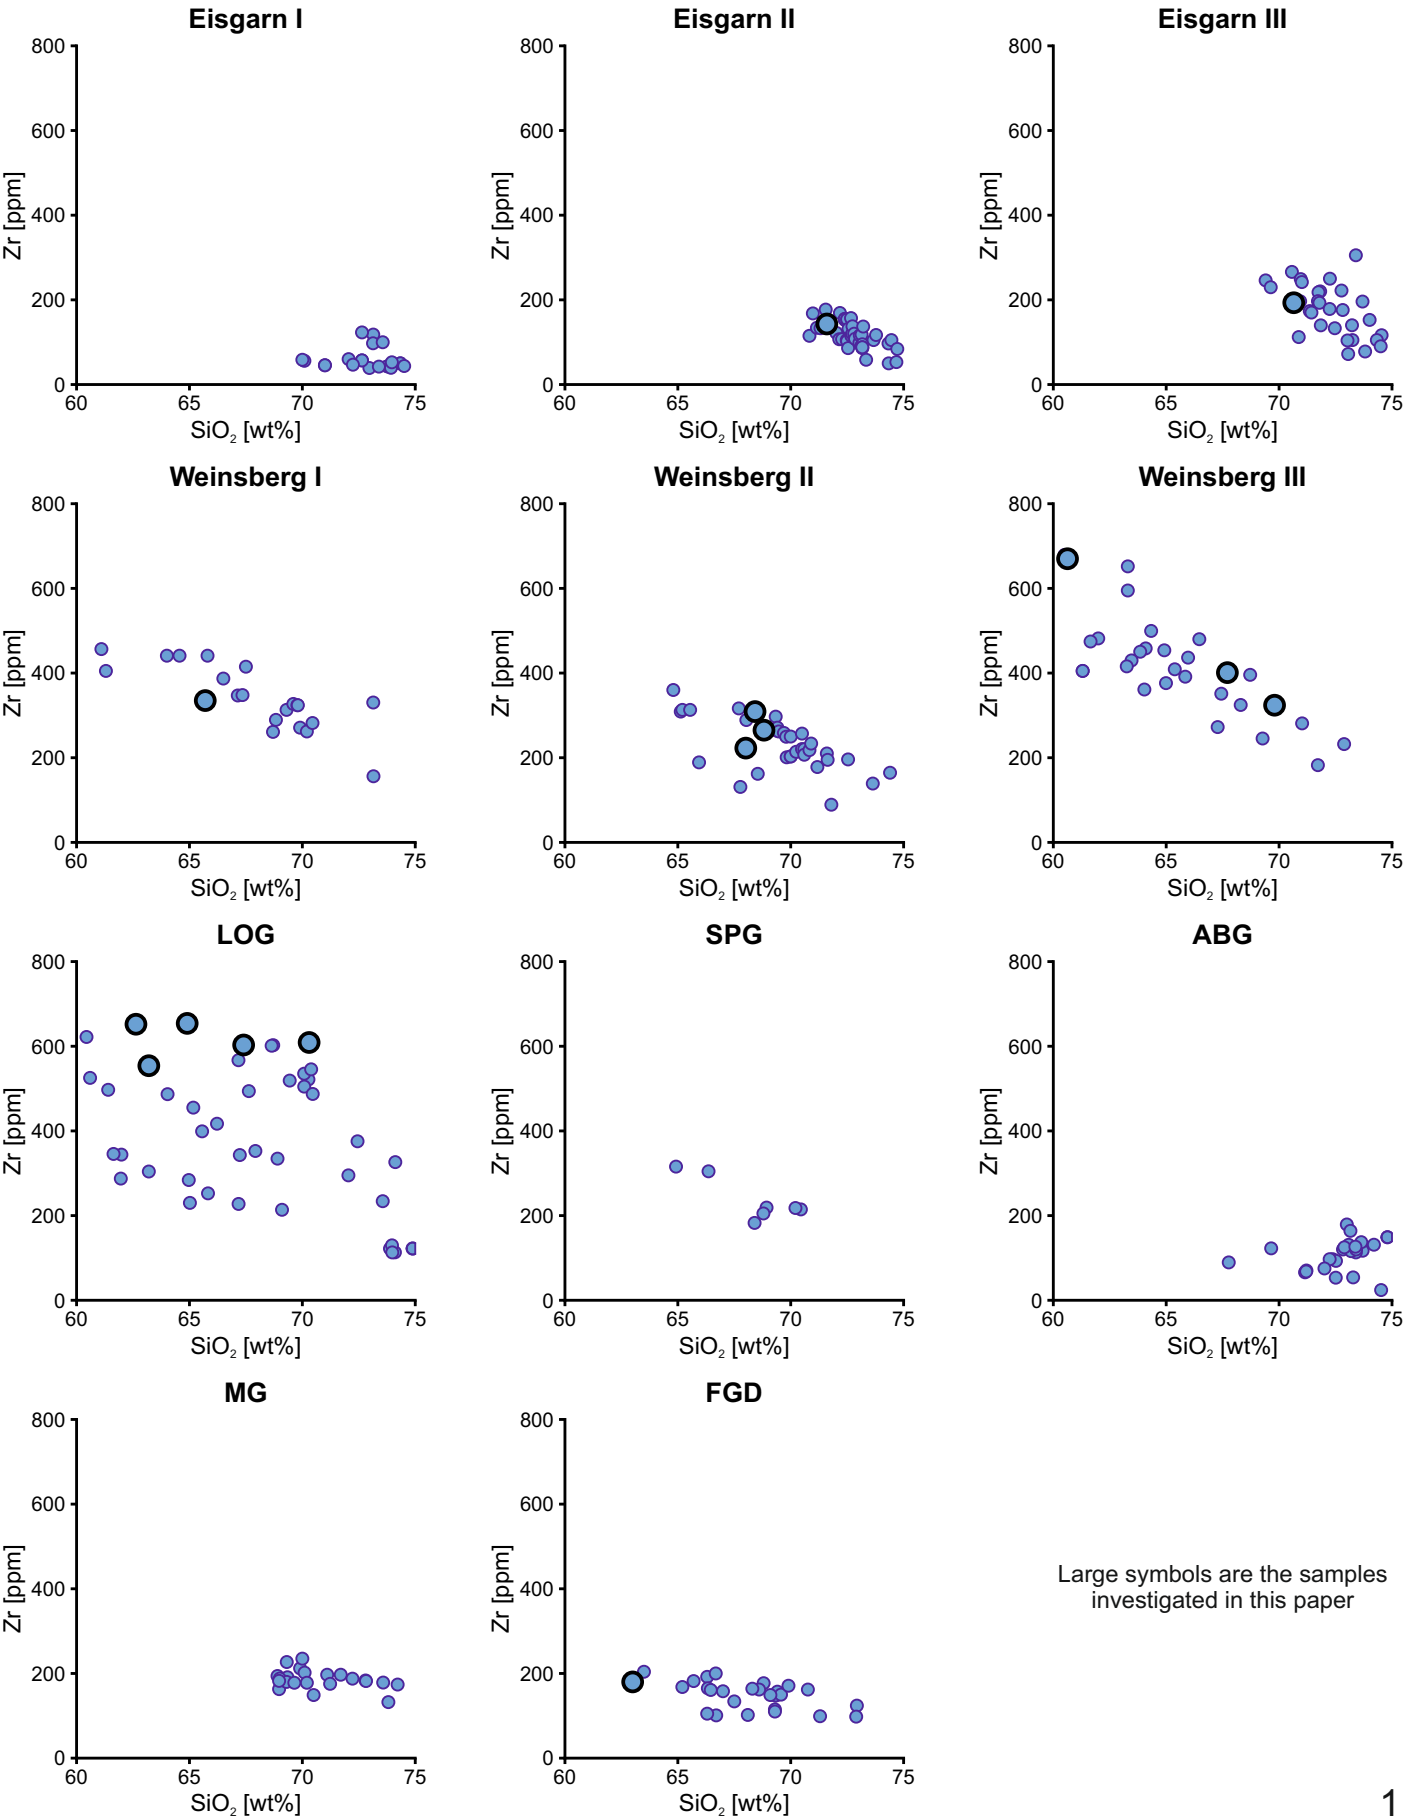 Eisgarn I
800
600
400
200
0
Zr [ppm]
60 65 70 75
SiO₂ [wt%]
Eisgarn II
800
600
400
200
0
Zr [ppm]
60 65 70 75
SiO₂ [wt%]
Eisgarn III
800
600
400
200
0
Zr [ppm]
60 65 70 75
SiO₂ [wt%]
Weinsberg I
800
600
400
200
0
Zr [ppm]
60 65 70 75
SiO₂ [wt%]
Weinsberg II
800
600
400
200
0
Zr [ppm]
60 65 70 75
SiO₂ [wt%]
Weinsberg III
800
600
400
200
0
Zr [ppm]
60 65 70 75
SiO₂ [wt%]
LOG
800
600
400
200
0
Zr [ppm]
60 65 70 75
SiO₂ [wt%]
SPG
800
600
400
200
0
Zr [ppm]
60 65 70 75
SiO₂ [wt%]
ABG
800
600
400
200
0
Zr [ppm]
60 65 70 75
SiO₂ [wt%]
MG
800
600
400
200
0
Zr [ppm]
60 65 70 75
SiO₂ [wt%]
FGD
800
600
400
200
0
Zr [ppm]
60 65 70 75
SiO₂ [wt%]
Large symbols are the samples
investigated in this paper
1